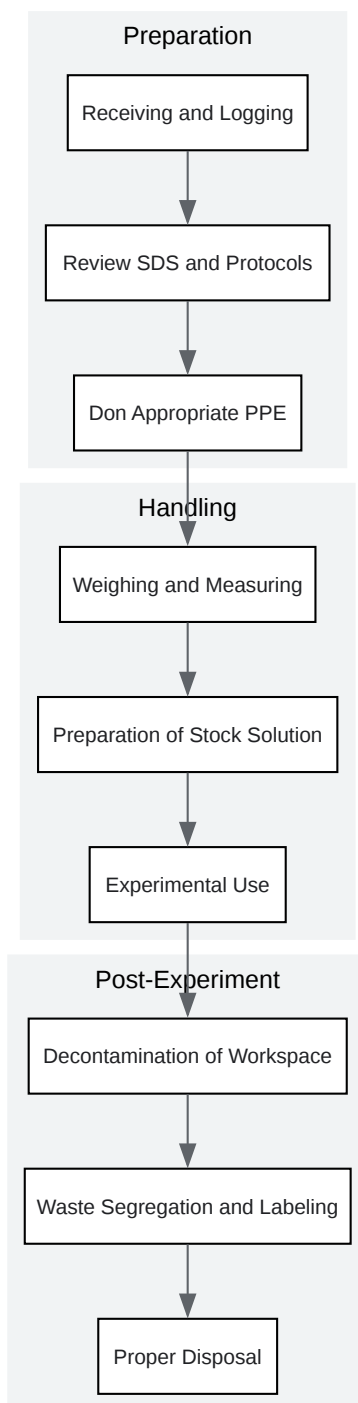 Preparation
Receiving and Logging
Review SDS and Protocols
Don Appropriate PPE
Handling
Weighing and Measuring
Preparation of Stock Solution
Experimental Use
Post-Experiment
Decontamination of Workspace
Waste Segregation and Labeling
Proper Disposal